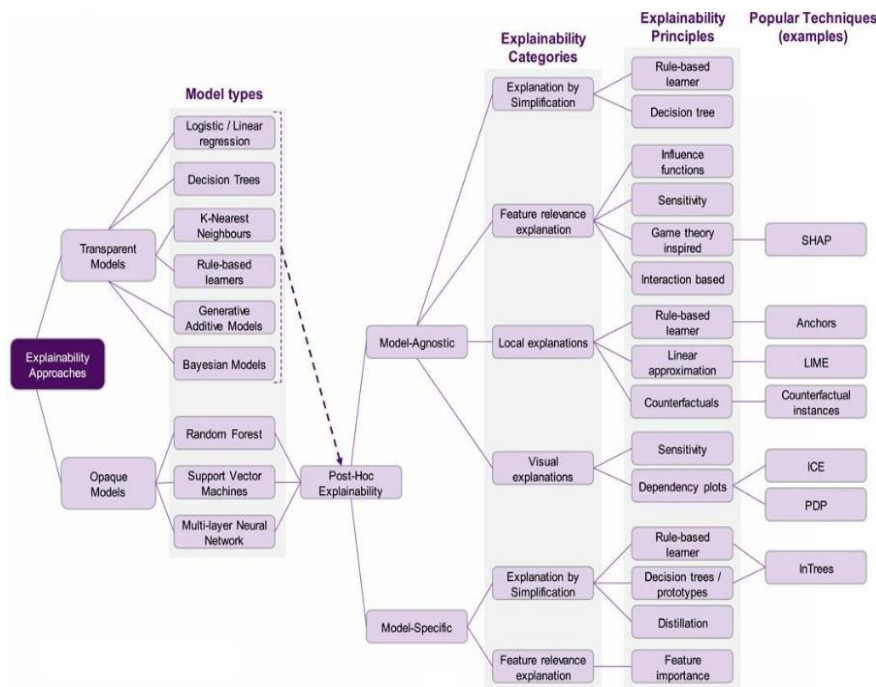 Explainability
Categories
Explainability
Principles
Popular Techniques
(examples)
Model types
Explainability
Approaches
Transparent
Models
Opaque
Models
Logistic / Linear
regression
Decision Trees
K-Nearest
Neighbours
Rule-based
learners
Generative
Additive Models
Bayesian Models
Random Forest
Support Vector
Machines
Multi-layer Neural
Network
Post-Hoc
Explainability
Model-Agnostic
Model-Specific
Explanation by
Simplification
Rule-based
learner
Decision tree
Feature relevance
explanation
Influence
functions
Sensitivity
Game theory
inspired
SHAP
Interaction based
Local explanations
Rule-based
learner
Anchors
Linear
approximation
LIME
Counterfactuals
Counterfactual
instances
Visual
explanations
Sensitivity
Dependency plots
ICE
PDP
Explanation by
Simplification
Rule-based
learner
Decision trees /
prototypes
InTrees
Distillation
Feature relevance
explanation
Feature
importance